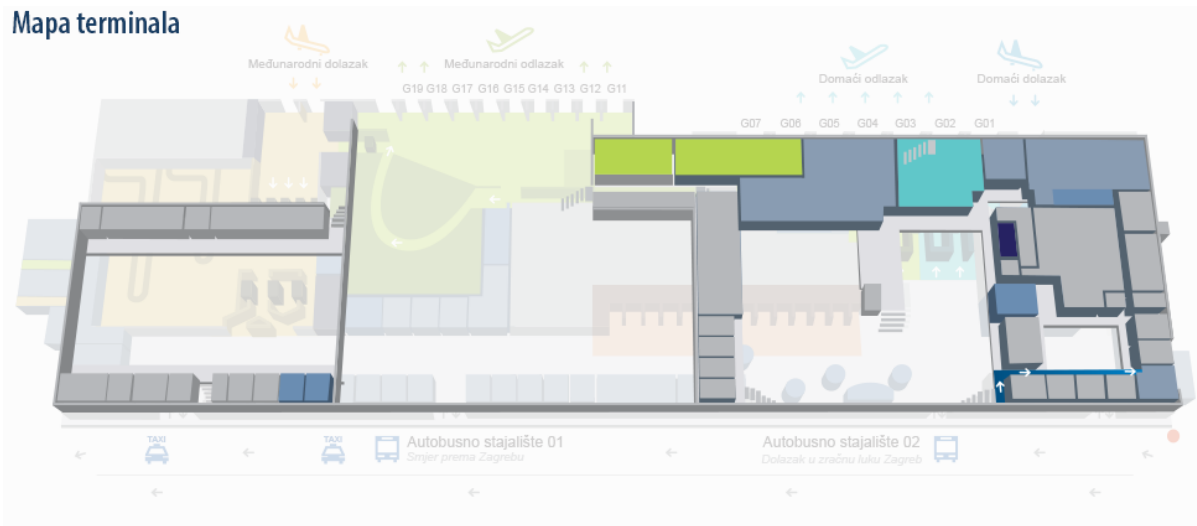 Mapa terminala
Međunarodni dolazak
Međunarodni odlazak
Domaći odlazak
Domaći dolazak
G19 G18 G17 G16 G15 G14 G13 G12 G11
G07 G06 G05 G04 G03 G02 G01
TAXI
TAXI
Autobusno stajalište 01
Smjer prema Zagrebu
Autobusno stajalište 02
Dolazak u zračnu luku Zagreb